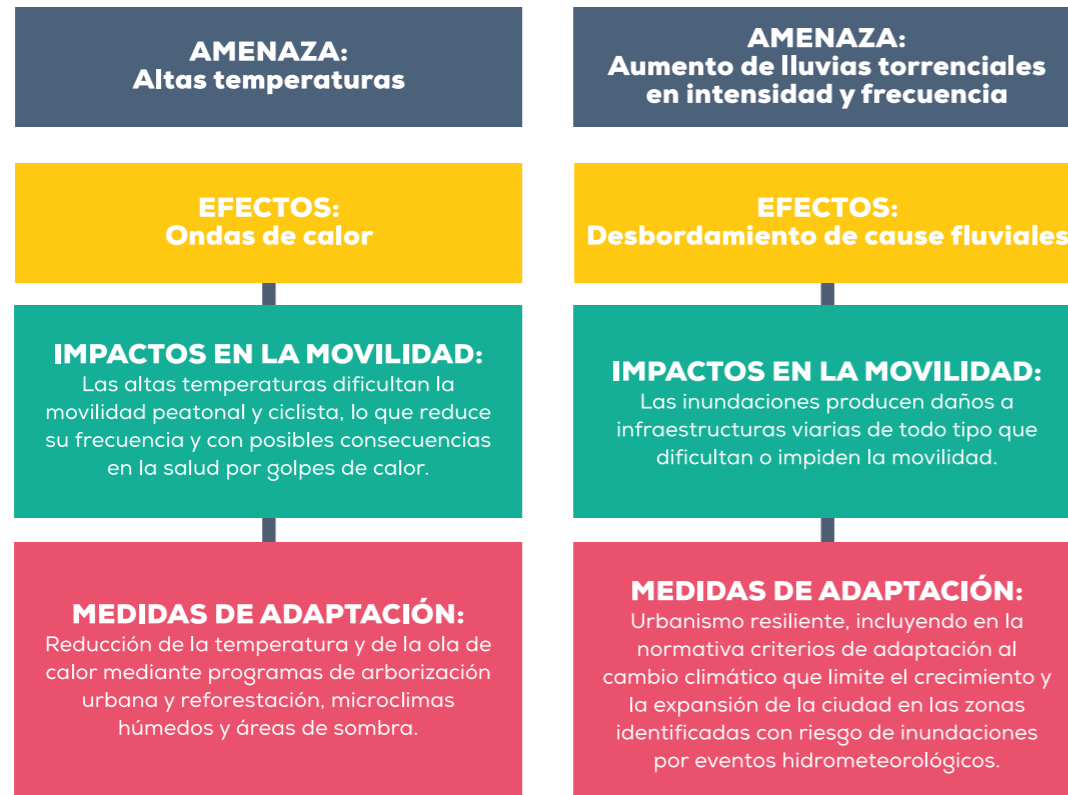 AMENAZA:
Altas temperaturas
EFECTOS:
Ondas de calor
IMPACTOS EN LA MOVILIDAD:
Las altas temperaturas dificultan la
movilidad peatonal y ciclista, lo que reduce
su frecuencia y con posibles consecuencias
en la salud por golpes de calor.
MEDIDAS DE ADAPTACIÓN:
Reducción de la temperatura y de la ola de
calor mediante programas de arborización
urbana y reforestación, microclimas
húmedos y áreas de sombra.
AMENAZA:
Aumento de lluvias torrenciales
en intensidad y frecuencia
EFECTOS:
Desbordamiento de cause fluviales
IMPACTOS EN LA MOVILIDAD:
Las inundaciones producen daños a
infraestructuras viarias de todo tipo que
dificultan o impiden la movilidad.
MEDIDAS DE ADAPTACIÓN:
Urbanismo resiliente, incluyendo en la
normativa criterios de adaptación al
cambio climático que limite el crecimiento y
la expansión de la ciudad en las zonas
identificadas con riesgo de inundaciones
por eventos hidrometeorológicos.